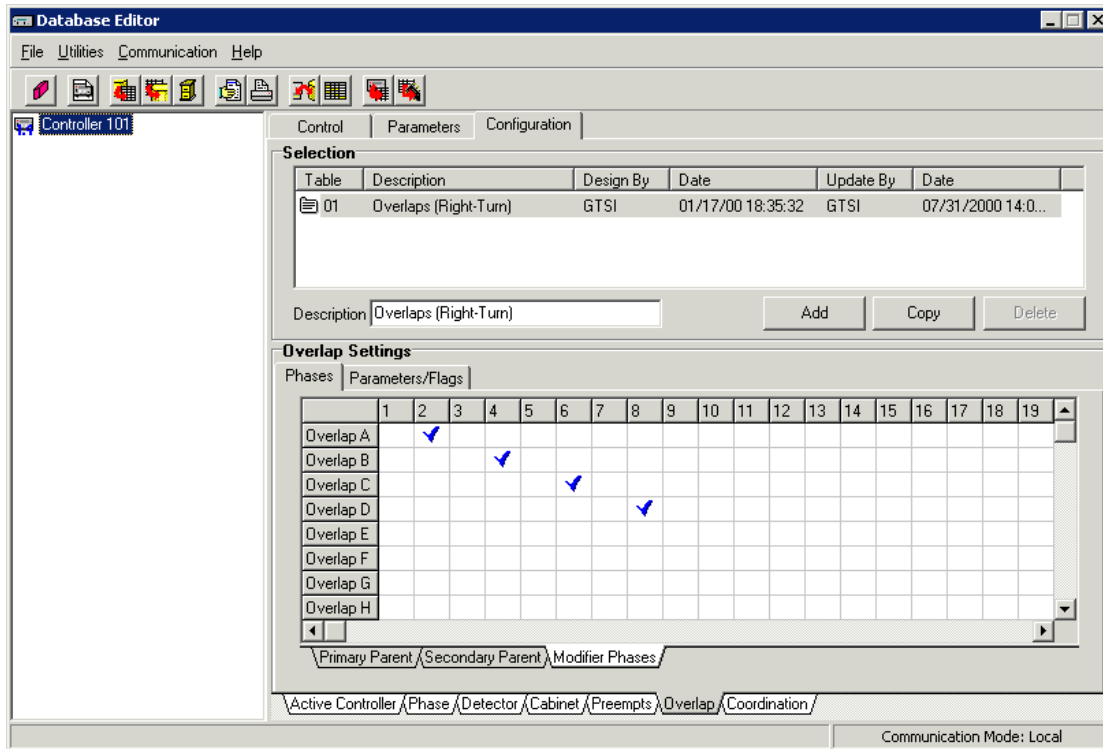 Database Editor
File Utilities Communication Help
Controller 101
Control Parameters Configuration
Selection
Table Description Design By Date Update By Date
01 Overlaps (Right-Turn) GTSI 01/17/00 18:35:32 GTSI 07/31/2000 14:0...
Description Overlaps (Right-Turn) Add Copy Delete
Overlap Settings
Phases Parameters/Flags
1 2 3 4 5 6 7 8 9 10 11 12 13 14 15 16 17 18 19
Overlap A
Overlap B
Overlap C
Overlap D
Overlap E
Overlap F
Overlap G
Overlap H
Primary Parent Secondary Parent Modifier Phases
Active Controller Phase Detector Cabinet Preempts Overlap Coordination
Communication Mode: Local